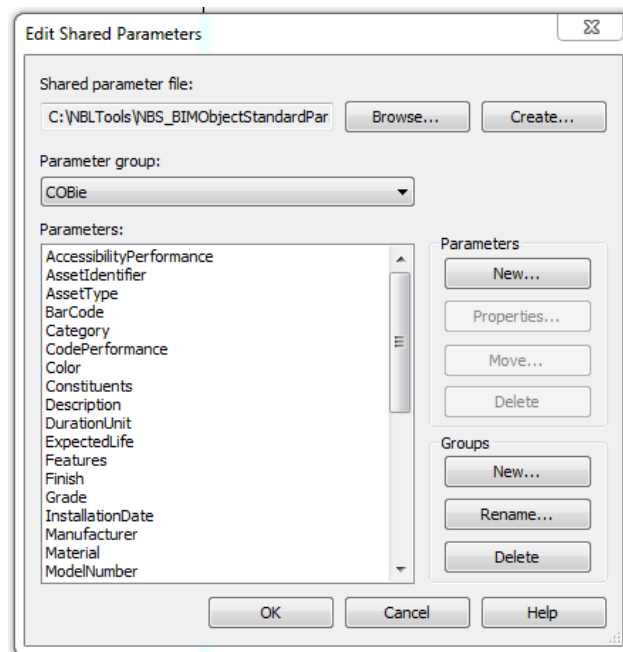 Edit Shared Parameters
Shared parameter file:
C:\NBLTools\NBS_BIMObjectStandardPar
Browse...
Create...
Parameter group:
COBie
Parameters:
AccessibilityPerformance
AssetIdentifier
AssetType
BarCode
Category
CodePerformance
Color
Constituents
Description
DurationUnit
ExpectedLife
Features
Finish
Grade
InstallationDate
Manufacturer
Material
ModelNumber
Parameters
New...
Properties...
Move...
Delete
Groups
New...
Rename...
Delete
OK
Cancel
Help